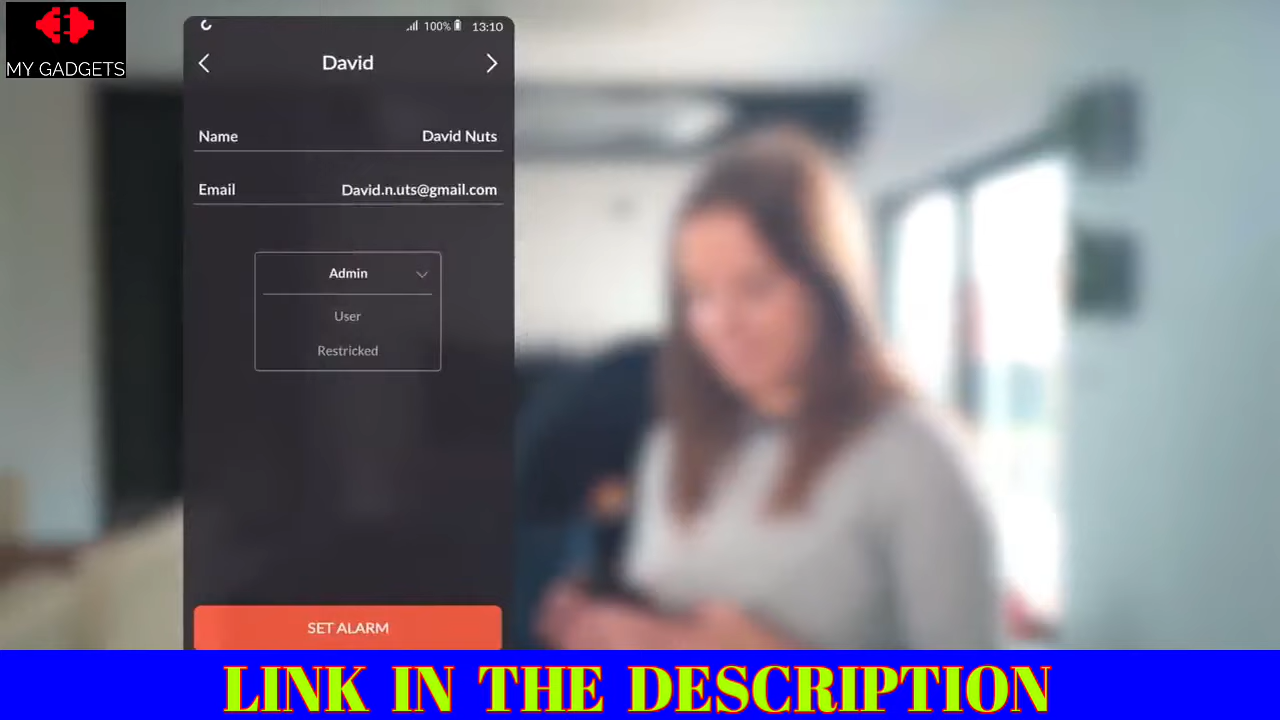 MY GADGETS
100% 13:10
David
Name David Nuts
Email David.n.uts@gmail.com
Admin
User
Restricked
SET ALARM
LINK IN THE DESCRIPTION